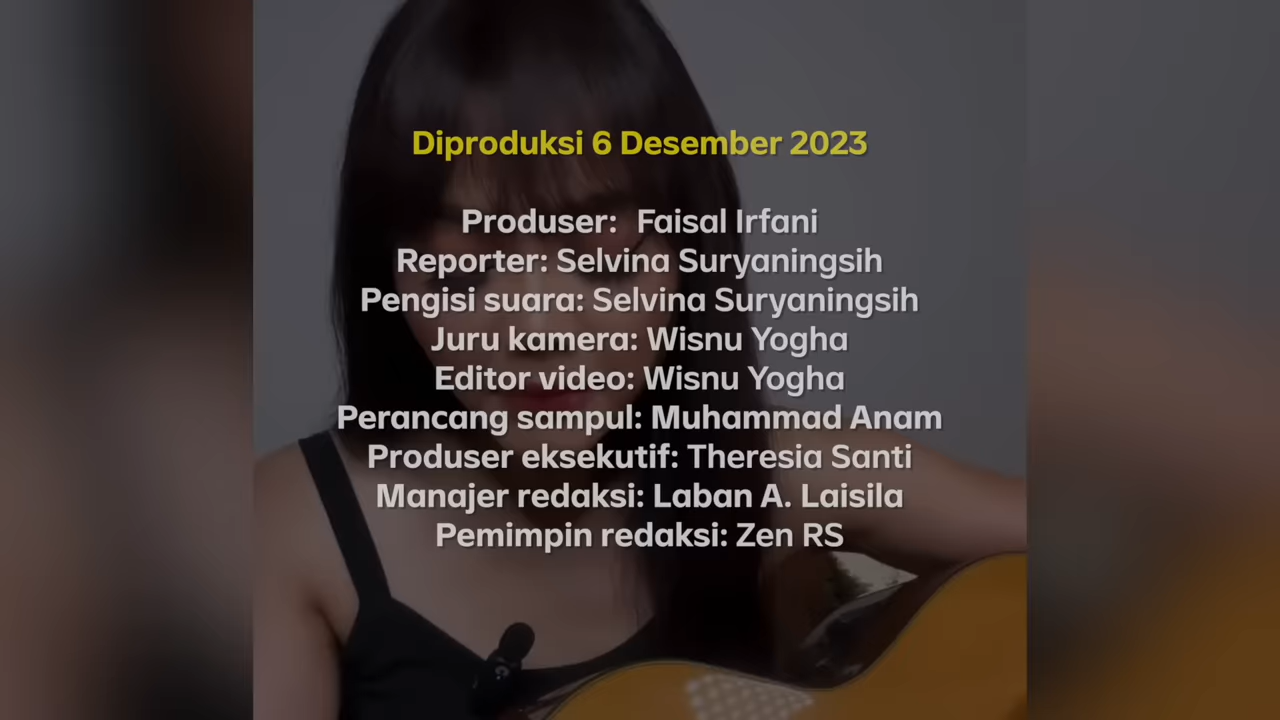 Diproduksi 6 Desember 2023
Produser: Faisal Irfani
Reporter: Selvina Suryaningsih
Pengisi suara: Selvina Suryaningsih
Juru kamera: Wisnu Yogha
Editor video: Wisnu Yogha
Perancang sampul: Muhammad Anam
Produser eksekutif: Theresia Santi
Manajer redaksi: Laban A. Laisila
Pemimpin redaksi: Zen RS